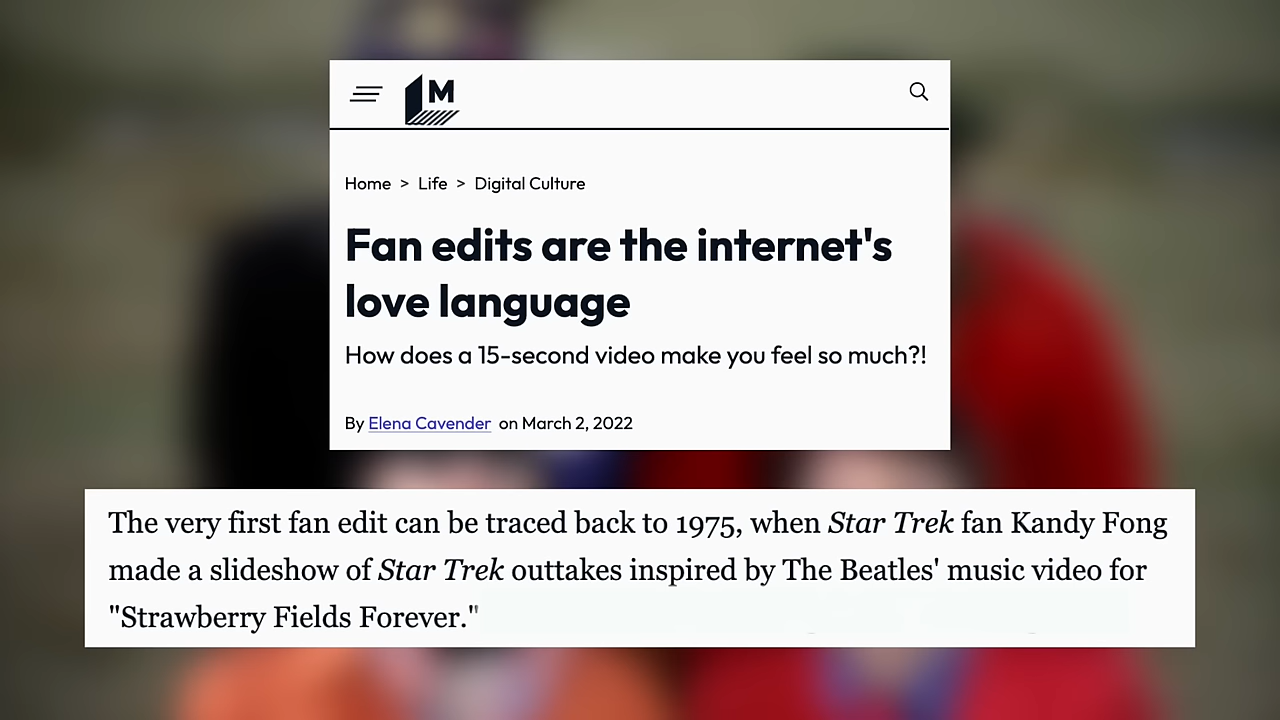 M
Home > Life > Digital Culture
Fan edits are the internet's
love language
How does a 15-second video make you feel so much?!
By Elena Cavender on March 2, 2022
The very first fan edit can be traced back to 1975, when Star Trek fan Kandy Fong
made a slideshow of Star Trek outtakes inspired by The Beatles' music video for
"Strawberry Fields Forever."